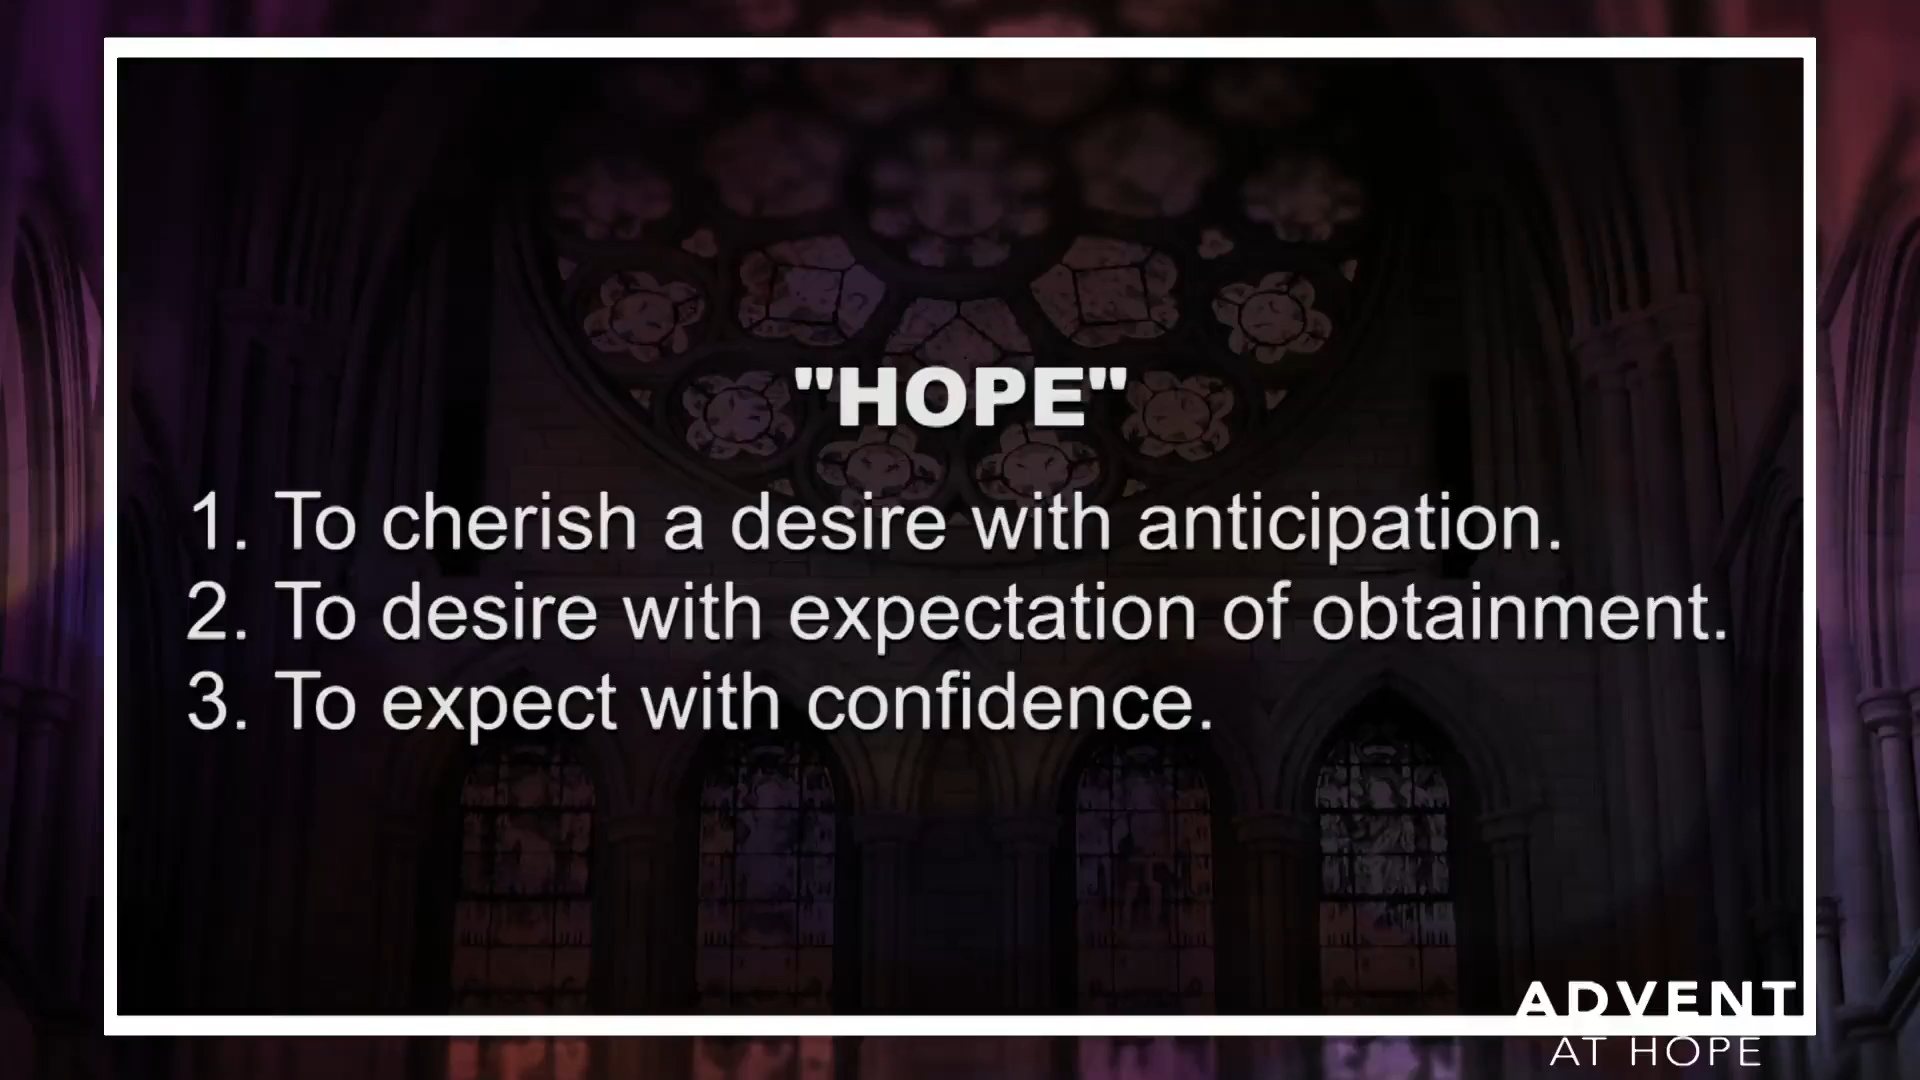 "HOPE"
1. To cherish a desire with anticipation.
2. To desire with expectation of obtainment.
3. To expect with confidence.
ADVENT
AT HOPE